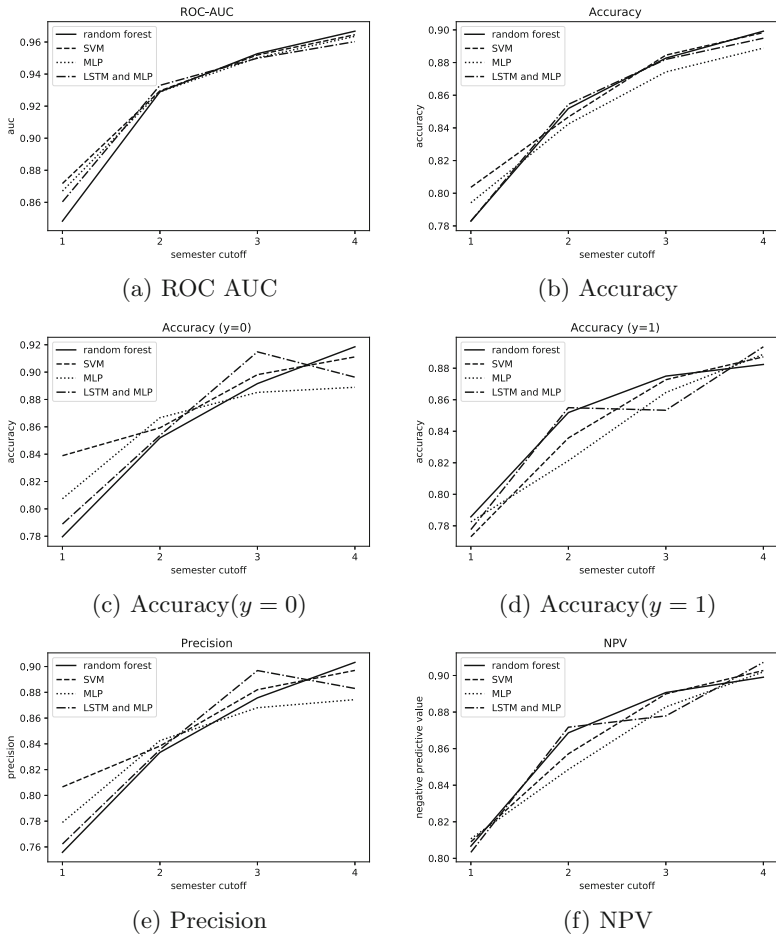 ROC-AUC
0.96
0.94
0.92
0.90
0.88
0.86
auc
random forest
SVM
MLP
LSTM and MLP
1 2 3 4
semester cutoff
(a) ROC AUC
Accuracy
0.90
0.88
0.86
0.84
0.82
0.80
0.78
accuracy
random forest
SVM
MLP
LSTM and MLP
1 2 3 4
semester cutoff
(b) Accuracy
Accuracy (y=0)
0.92
0.90
0.88
0.86
0.84
0.82
0.80
0.78
accuracy
random forest
SVM
MLP
LSTM and MLP
1 2 3 4
semester cutoff
(c) Accuracy(y = 0)
Accuracy (y=1)
0.88
0.86
0.84
0.82
0.80
0.78
accuracy
random forest
SVM
MLP
LSTM and MLP
1 2 3 4
semester cutoff
(d) Accuracy(y = 1)
Precision
0.90
0.88
0.86
0.84
0.82
0.80
0.78
0.76
precision
random forest
SVM
MLP
LSTM and MLP
1 2 3 4
semester cutoff
(e) Precision
NPV
0.90
0.88
0.86
0.84
0.82
0.80
negative predictive value
random forest
SVM
MLP
LSTM and MLP
1 2 3 4
semester cutoff
(f) NPV